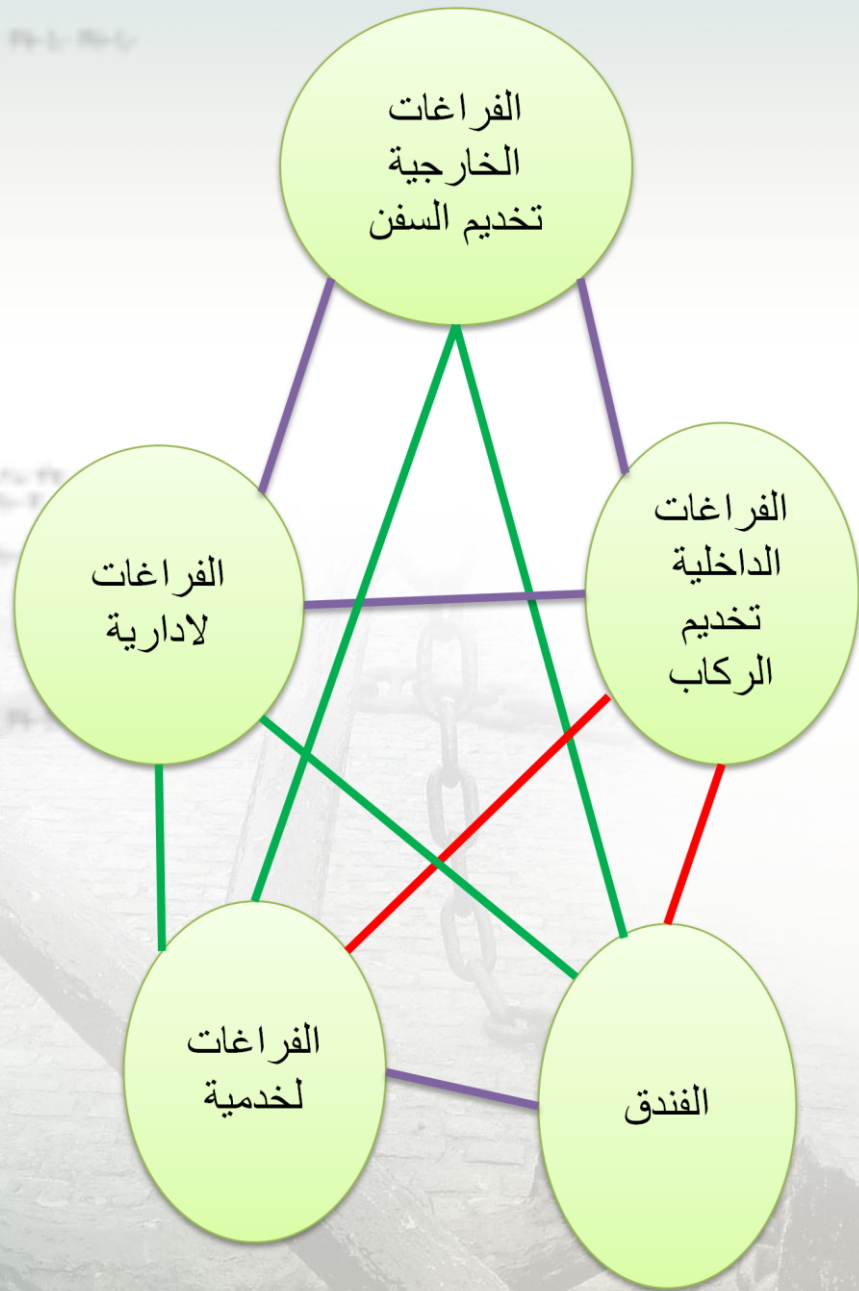 الفراغات
الخارجية
تخديم السفن
الفراغات
الداخلية
تخديم
الركاب
الفراغات
لادارية
الفراغات
لخدمية
الفندق